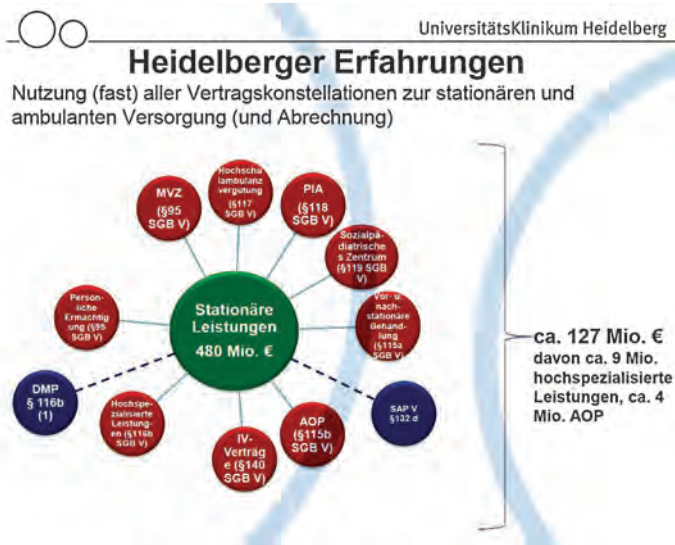 UniversitätsKlinikum Heidelberg
Heidelberger Erfahrungen
Nutzung (fast) aller Vertragskonstellationen zur stationären und
ambulanten Versorgung (und Abrechnung)
MVZ
(§95
SGB V)
Hochschu
lambulanz
vergütung
(§117
SGB V)
PIA
(§118
SGB V)
Sozialpä
diatrische
s Zentrum
(§119 SGB
V)
Vor- u.
nach-
stationäre
Behand-
lung
(§115a
SGB V)
Persön-
liche
Ermächtig
ung (§95
SGB V)
Stationäre
Leistungen
480 Mio. €
DMP
§ 116b
(1)
Hochspe-
zialisierte
Leistung-
en (§116b
SGB V)
IV-
Verträg
e (§140
SGB V)
AOP
(§115b
SGB V)
SAP V
§132 d
ca. 127 Mio. €
davon ca. 9 Mio.
hochspezialisierte
Leistungen, ca. 4
Mio. AOP